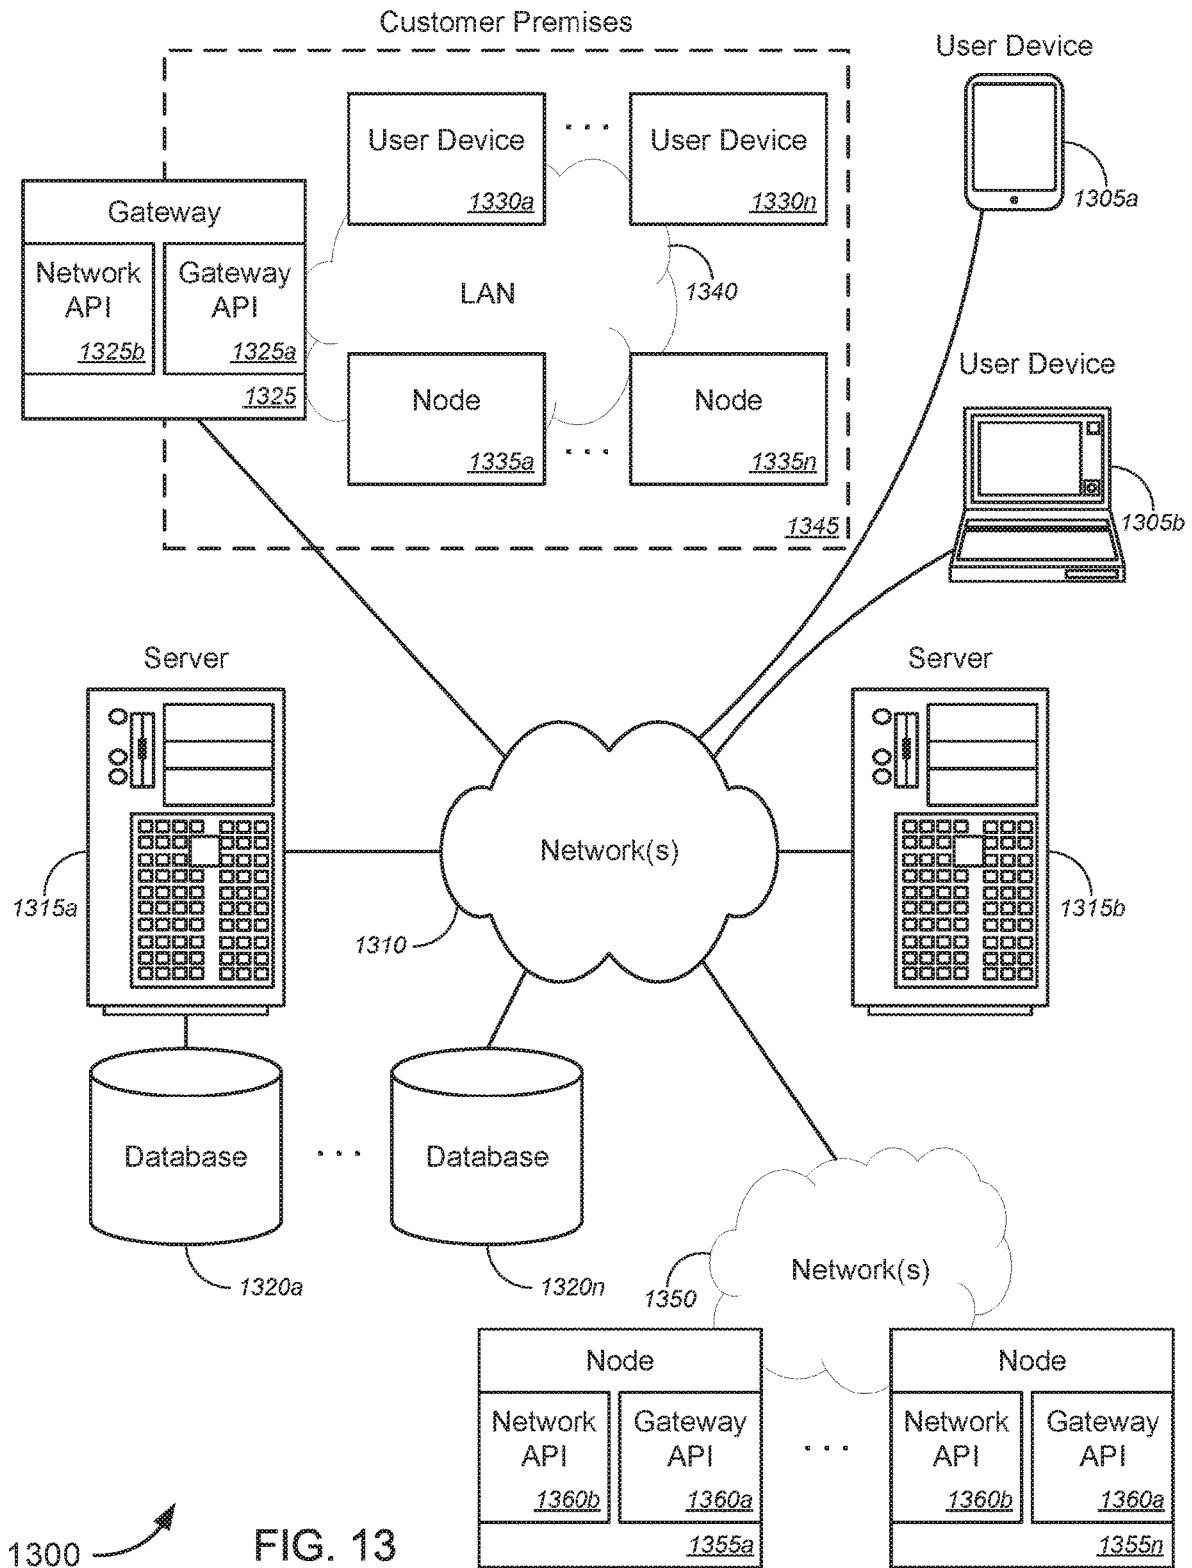 Customer Premises
User Device
User Device
1330a
. . .
User Device
1330n
1305a
Gateway
Network
API
1325b
Gateway
API
1325a
1325
LAN
1340
User Device
1305b
Node
1335a
. . .
Node
1335n
1345
Server
1315a
Server
1315b
Network(s)
1310
Database
1320a
. . .
Database
1320n
Network(s)
1350
Node
Network
API
1360b
Gateway
API
1360a
1355a
. . .
Node
Network
API
1360b
Gateway
API
1360a
1355n
1300
FIG. 13